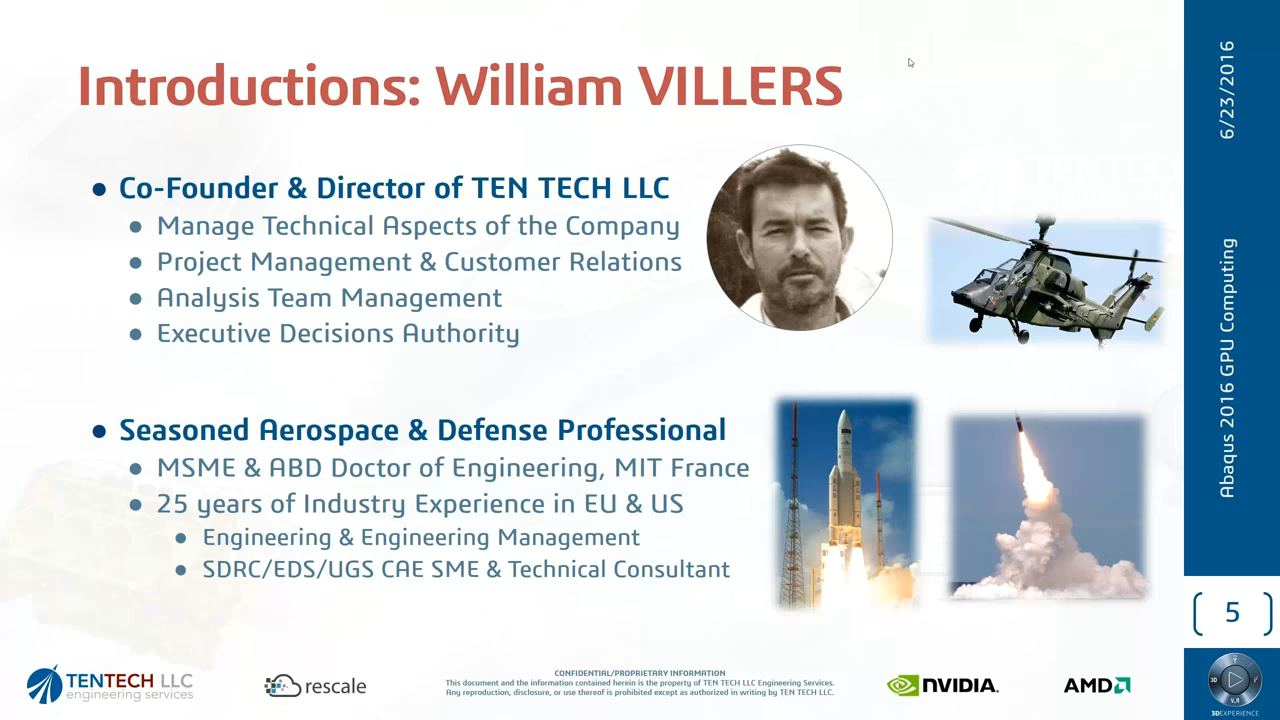 Introductions: William VILLERS
● Co-Founder & Director of TEN TECH LLC
● Manage Technical Aspects of the Company
● Project Management & Customer Relations
● Analysis Team Management
● Executive Decisions Authority
● Seasoned Aerospace & Defense Professional
● MSME & ABD Doctor of Engineering, MIT France
● 25 years of Industry Experience in EU & US
● Engineering & Engineering Management
● SDRC/EDS/UGS CAE SME & Technical Consultant
6/23/2016
Abaqus 2016 GPU Computing
5
TENTECH LLC
engineering services
rescale
CONFIDENTIAL/PROPRIETARY INFORMATION
This document and the information contained herein is the property of TEN TECH LLC Engineering Services.
Any reproduction, disclosure, or use thereof is prohibited except as authorized in writing by TEN TECH LLC.
NVIDIA.
AMD
3D
V.R
3DEXPERIENCE
TENTECH